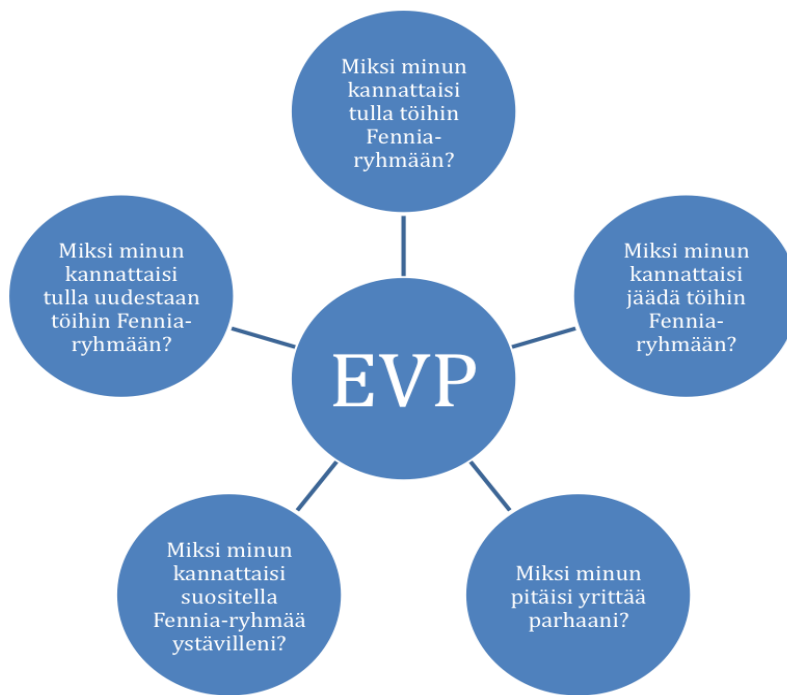 Miksi minun
kannattaisi
tulla töihin
Fennia-
ryhmään?
Miksi minun
kannattaisi
tulla uudestaan
töihin Fennia-
ryhmään?
Miksi minun
kannattaisi
jäädä töihin
Fennia-
ryhmään?
EVP
Miksi minun
kannattaisi
suositella
Fennia-ryhmää
ystävilleni?
Miksi minun
pitäisi yrittää
parhaani?